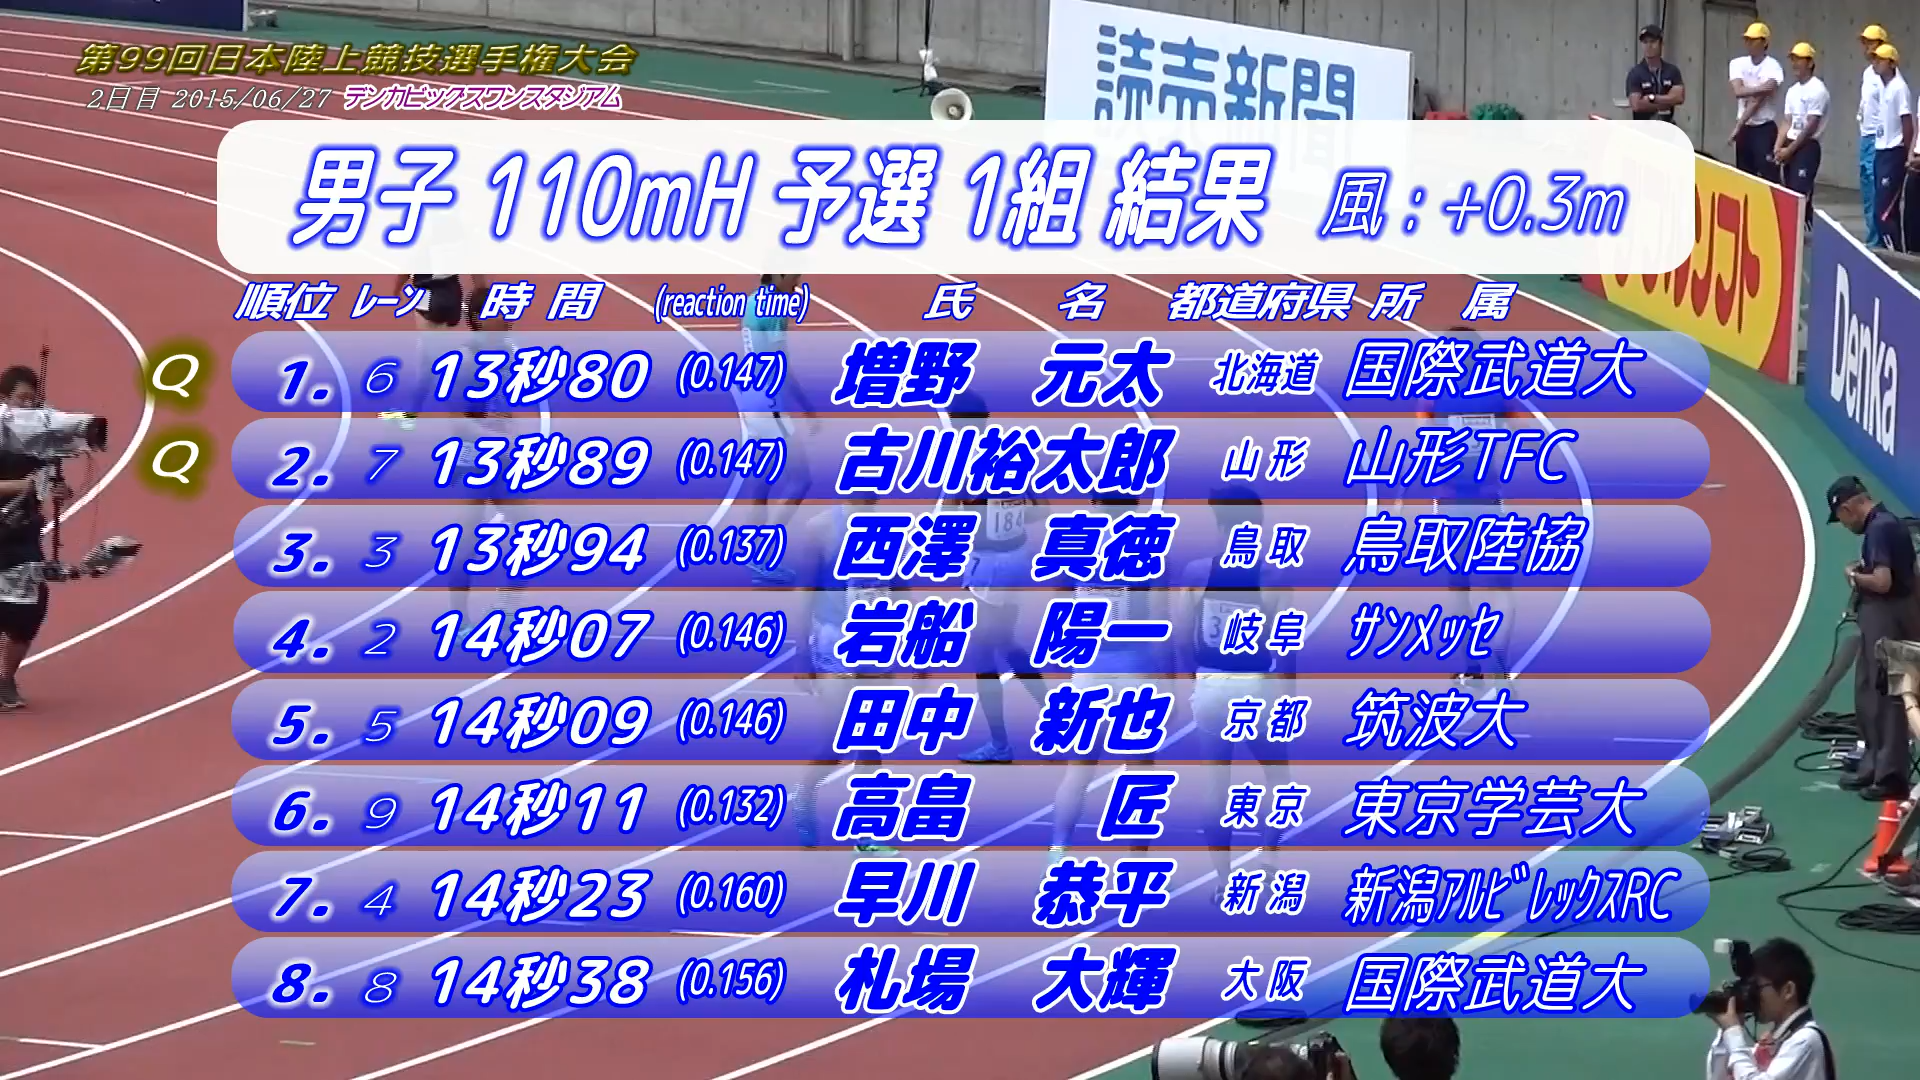 第99回日本陸上競技選手権大会
2日目 2015/06/27 デンカビッグスワンスタジアム
読売新聞
男子 110mH 予選 1組 結果 風:+0.3m
順位 ﾚｰﾝ 時間 (reaction time) 氏 名 都道府県 所 属
Q 1. 6 13秒80 (0.147) 増野 元太 北海道 国際武道大
Q 2. 7 13秒89 (0.147) 古川裕太郎 山形 山形TFC
3. 3 13秒94 (0.137) 西澤 真徳 鳥取 鳥取陸協
4. 2 14秒07 (0.146) 岩船 陽一 岐阜 ｻﾝﾒｯｾ
5. 5 14秒09 (0.146) 田中 新也 京都 筑波大
6. 9 14秒11 (0.132) 高畠 匠 東京 東京学芸大
7. 4 14秒23 (0.160) 早川 恭平 新潟 新潟ｱﾙﾋﾞﾚｯｸｽRC
8. 8 14秒38 (0.156) 札場 大輝 大阪 国際武道大
Denka